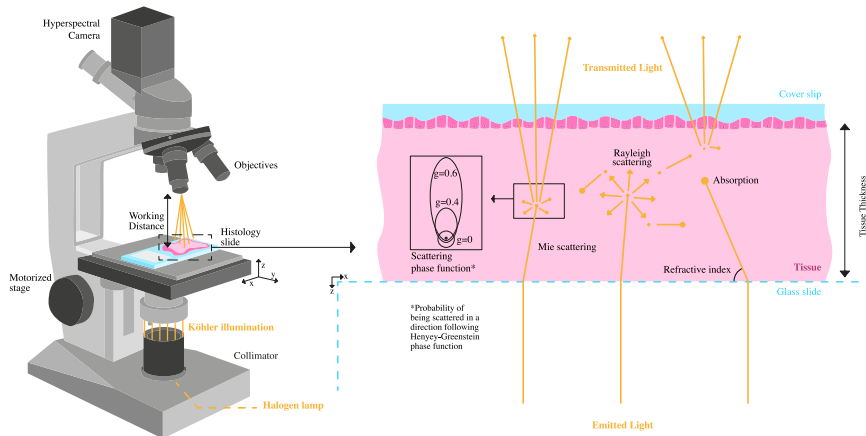 Hyperspectral
Camera
Objectives
Working
Distance
Histology
slide
Motorized
stage
z
x
y
Köhler illumination
Collimator
Halogen lamp
x
z
Transmitted Light
Cover slip
Rayleigh
scattering
Absorption
g=0.6
g=0.4
g=0
Scattering
phase function*
Mie scattering
Refractive index
Tissue
Glass slide
Tissue Thickness
*Probability of
being scattered in a
direction following
Henyey-Greenstein
phase function
Emitted Light